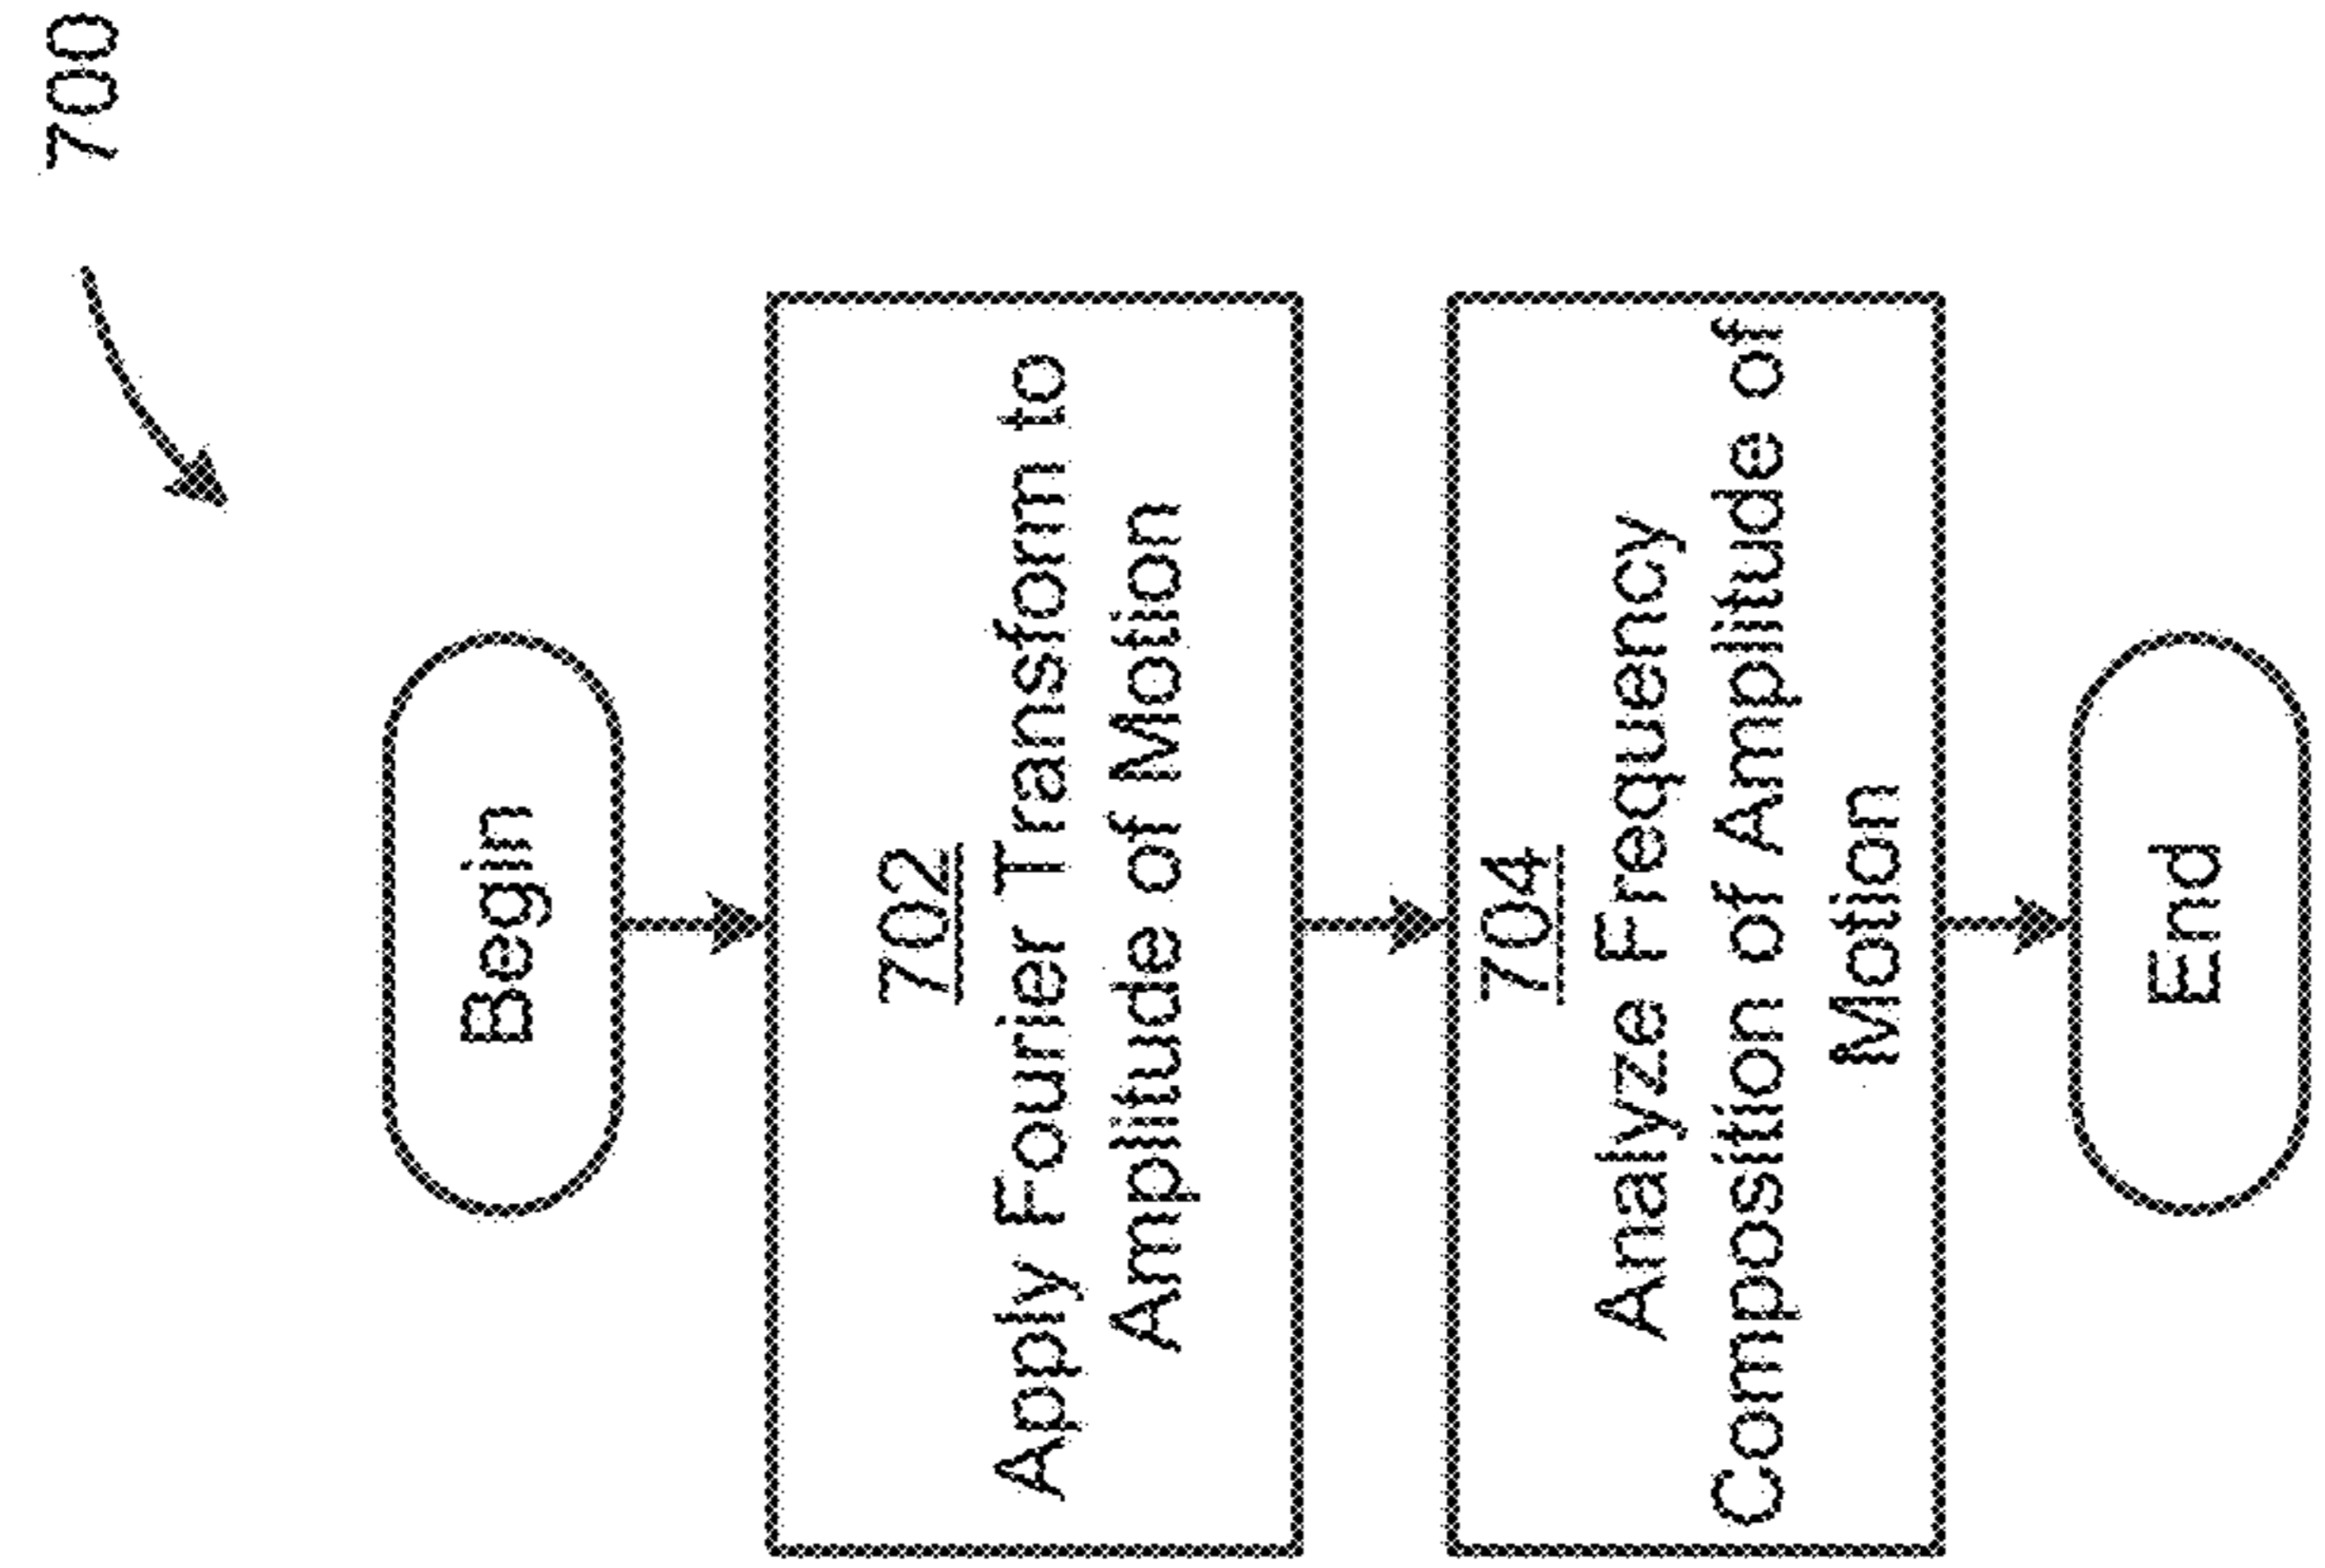 700
Begin
702
Apply Fourier Transform to
Amplitude of Motion
704
Analyze Frequency
Composition of Amplitude of
Motion
End